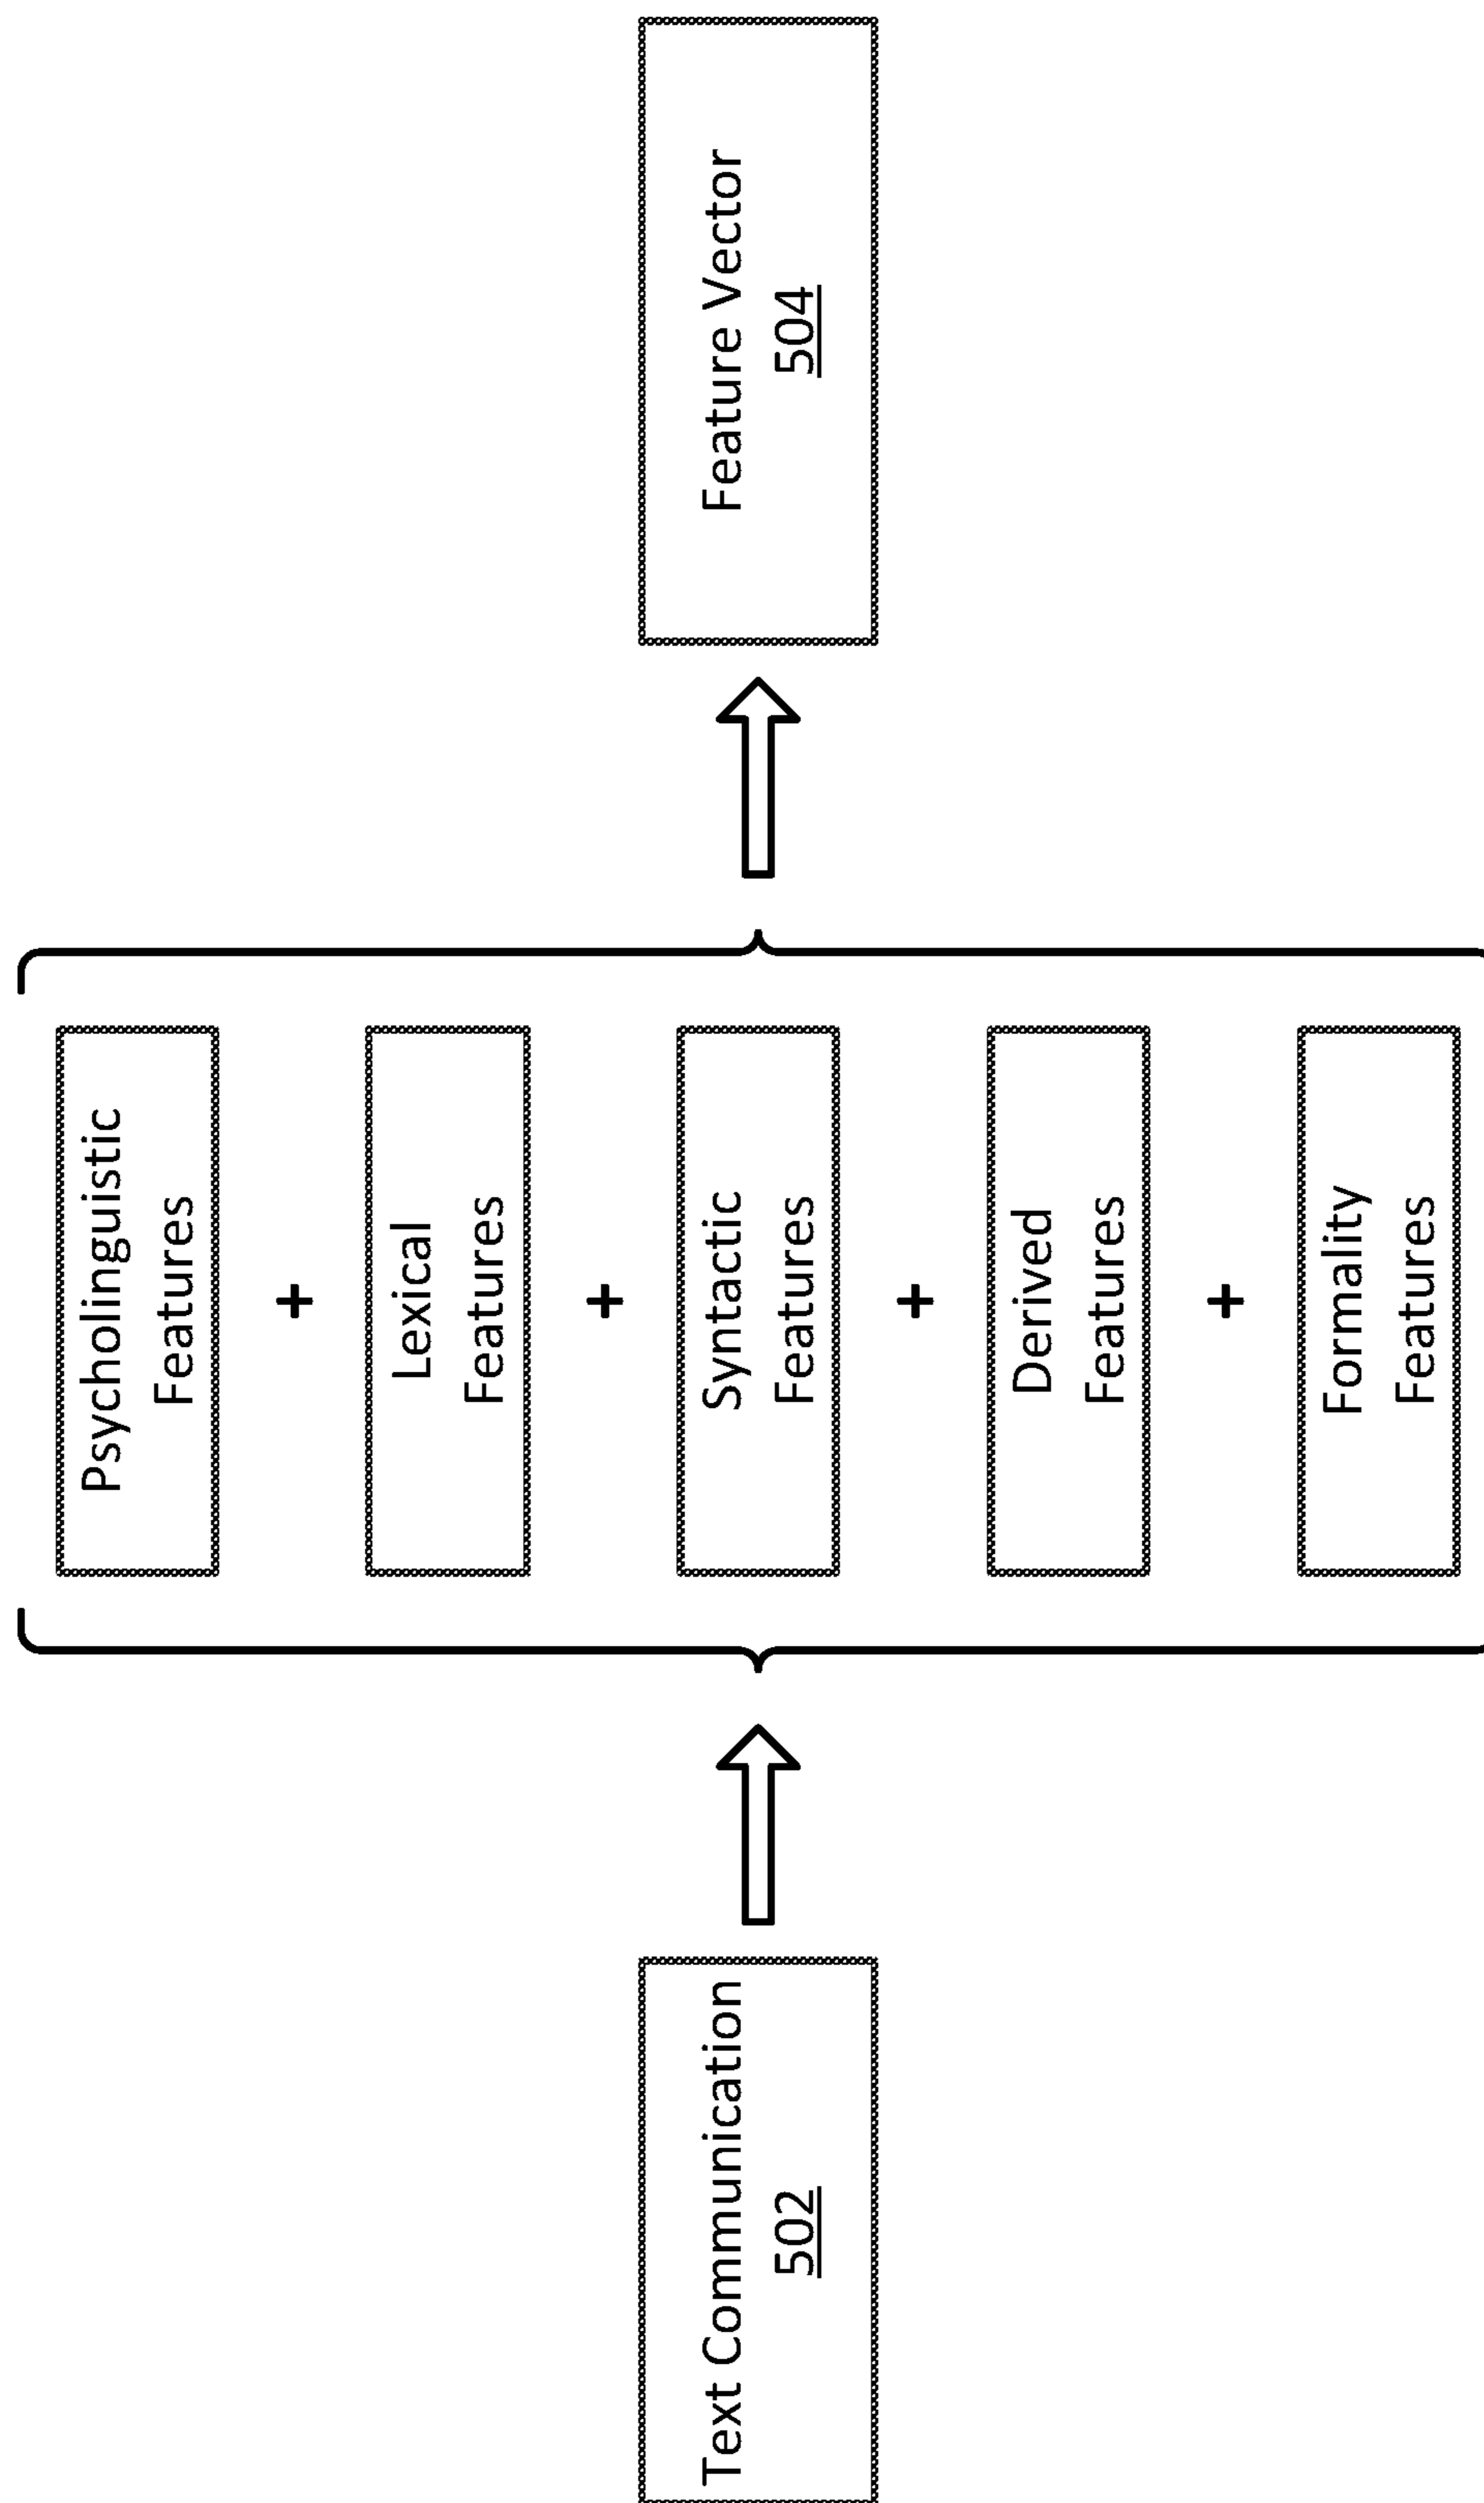 Text Communication
502
Psycholinguistic
Features
+
Lexical
Features
+
Syntactic
Features
+
Derived
Features
+
Formality
Features
Feature Vector
504